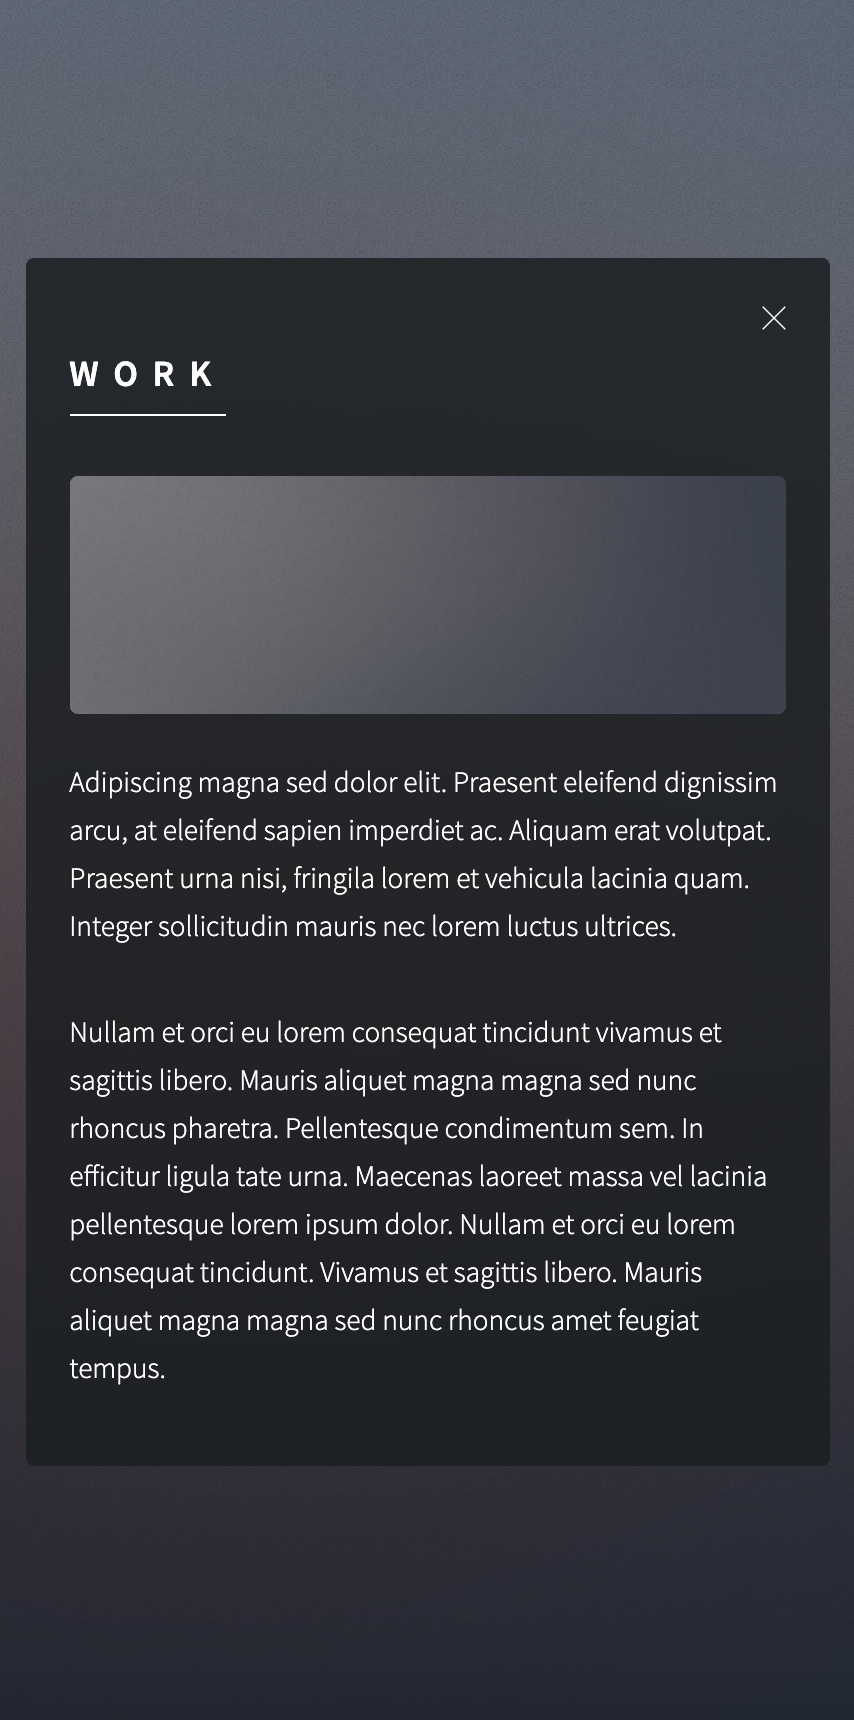 WORK
Adipiscing magna sed dolor elit. Praesent eleifend dignissim
arcu, at eleifend sapien imperdiet ac. Aliquam erat volutpat.
Praesent urna nisi, fringila lorem et vehicula lacinia quam.
Integer sollicitudin mauris nec lorem luctus ultrices.
Nullam et orci eu lorem consequat tincidunt vivamus et
sagittis libero. Mauris aliquet magna magna sed nunc
rhoncus pharetra. Pellentesque condimentum sem. In
efficitur ligula tate urna. Maecenas laoreet massa vel lacinia
pellentesque lorem ipsum dolor. Nullam et orci eu lorem
consequat tincidunt. Vivamus et sagittis libero. Mauris
aliquet magna magna sed nunc rhoncus amet feugiat
tempus.